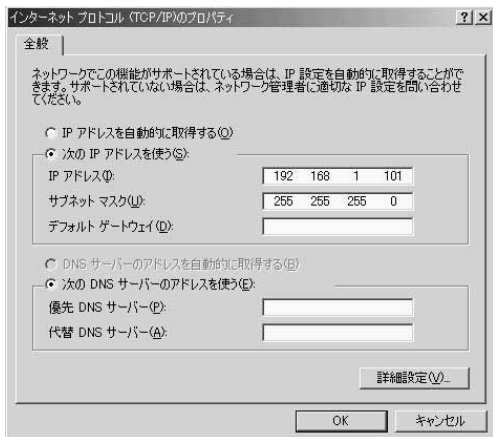 インターネット プロトコル (TCP/IP)のプロパティ
全般
ネットワークでこの機能がサポートされている場合は、IP 設定を自動的に取得することがで
きます。サポートされていない場合は、ネットワーク管理者に適切な IP 設定を問い合わせ
てください。
IP アドレスを自動的に取得する(O)
次の IP アドレスを使う(S):
IP アドレス(I): 192 168 1 101
サブネット マスク(U): 255 255 255 0
デフォルト ゲートウェイ(D):
DNS サーバーのアドレスを自動的に取得する(B)
次の DNS サーバーのアドレスを使う(E):
優先 DNS サーバー(P):
代替 DNS サーバー(A):
詳細設定(V)...
OK キャンセル